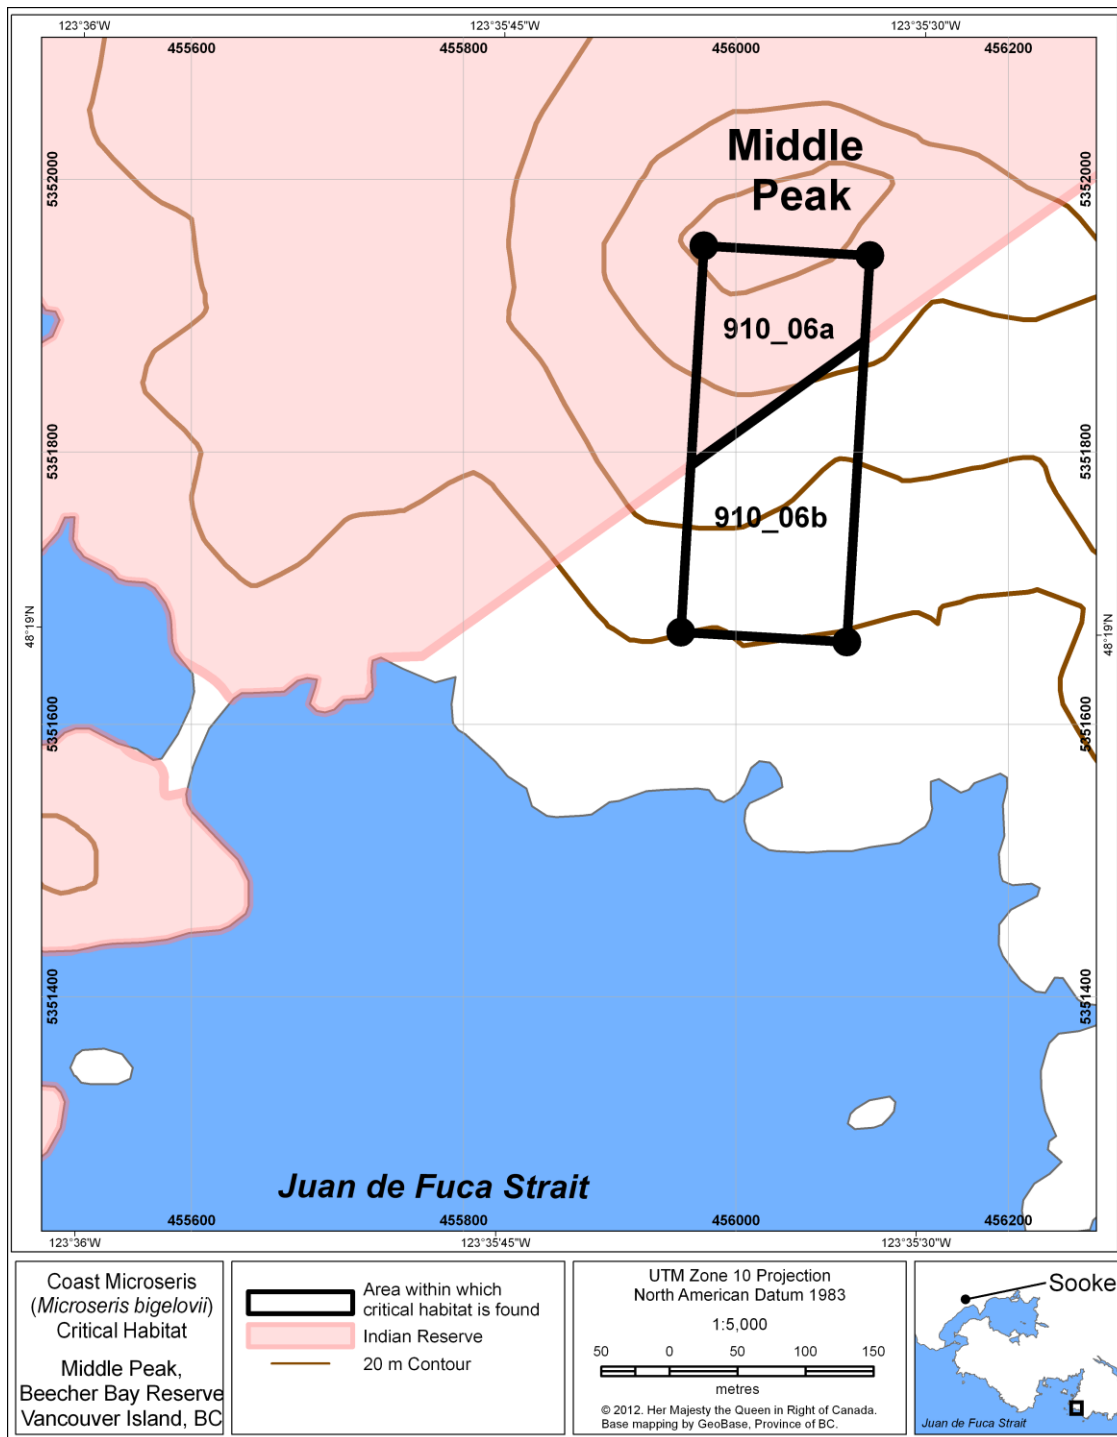 123°36'W
123°35'45"W
123°35'30"W
455600
455800
456000
456200
5352000
5352000
Middle
Peak
910_06a
5351800
5351800
910_06b
48°19'N
48°19'N
5351600
5351600
5351400
5351400
Juan de Fuca Strait
455600
455800
456000
456200
123°36'W
123°35'45"W
123°35'30"W
Coast Microseris
(Microseris bigelovii)
Critical Habitat
Middle Peak,
Beecher Bay Reserve
Vancouver Island, BC
Area within which
critical habitat is found
Indian Reserve
20 m Contour
UTM Zone 10 Projection
North American Datum 1983
1:5,000
50 0 50 100 150
metres
© 2012. Her Majesty the Queen in Right of Canada.
Base mapping by GeoBase, Province of BC.
Sooke
Juan de Fuca Strait